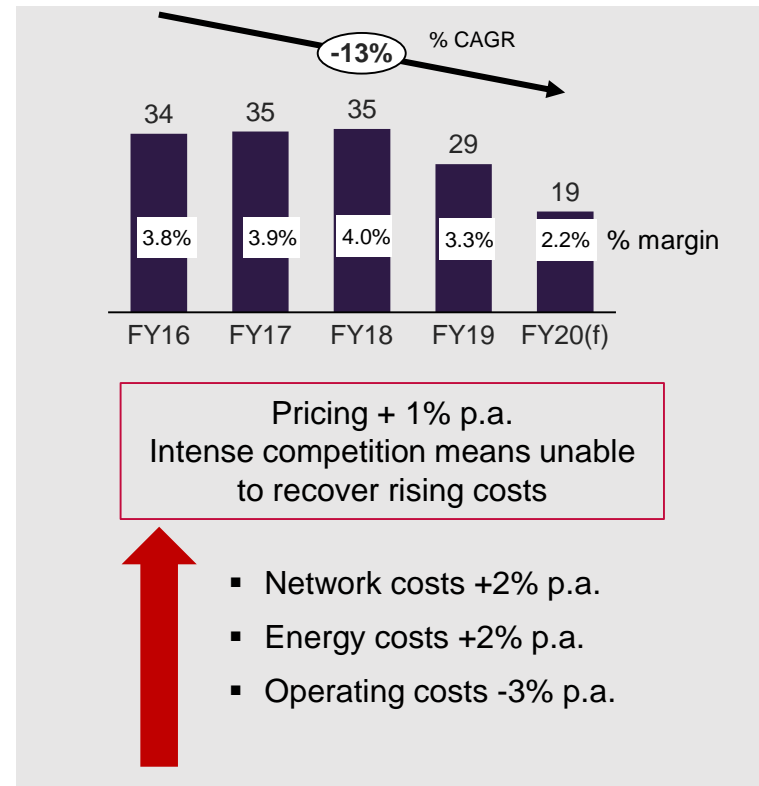 % CAGR
-13%
34 35 35 29 19
3.8% 3.9% 4.0% 3.3% 2.2% % margin
FY16 FY17 FY18 FY19 FY20(f)
Pricing + 1% p.a.
Intense competition means unable
to recover rising costs
▪ Network costs +2% p.a.
▪ Energy costs +2% p.a.
▪ Operating costs -3% p.a.